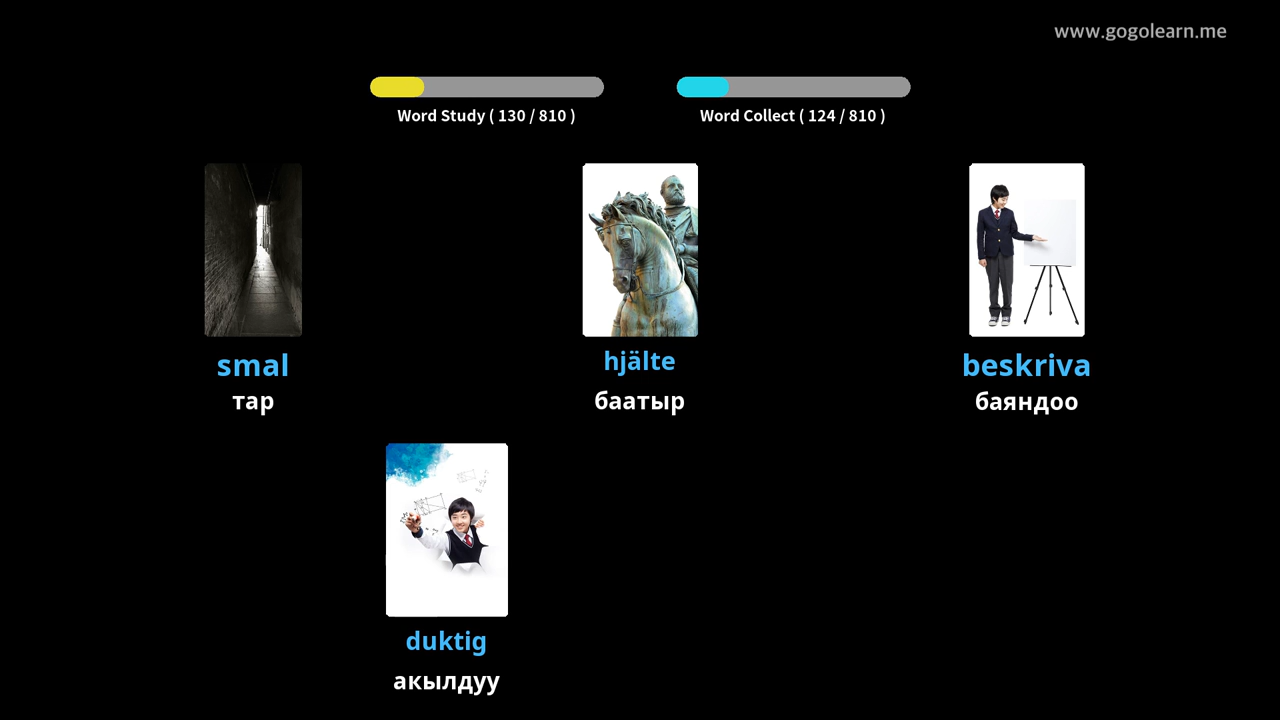 www.gogolearn.me
Word Study ( 130 / 810 )
Word Collect ( 124 / 810 )
smal
тар
hjälte
баатыр
beskriva
баяндоо
duktig
акылдуу